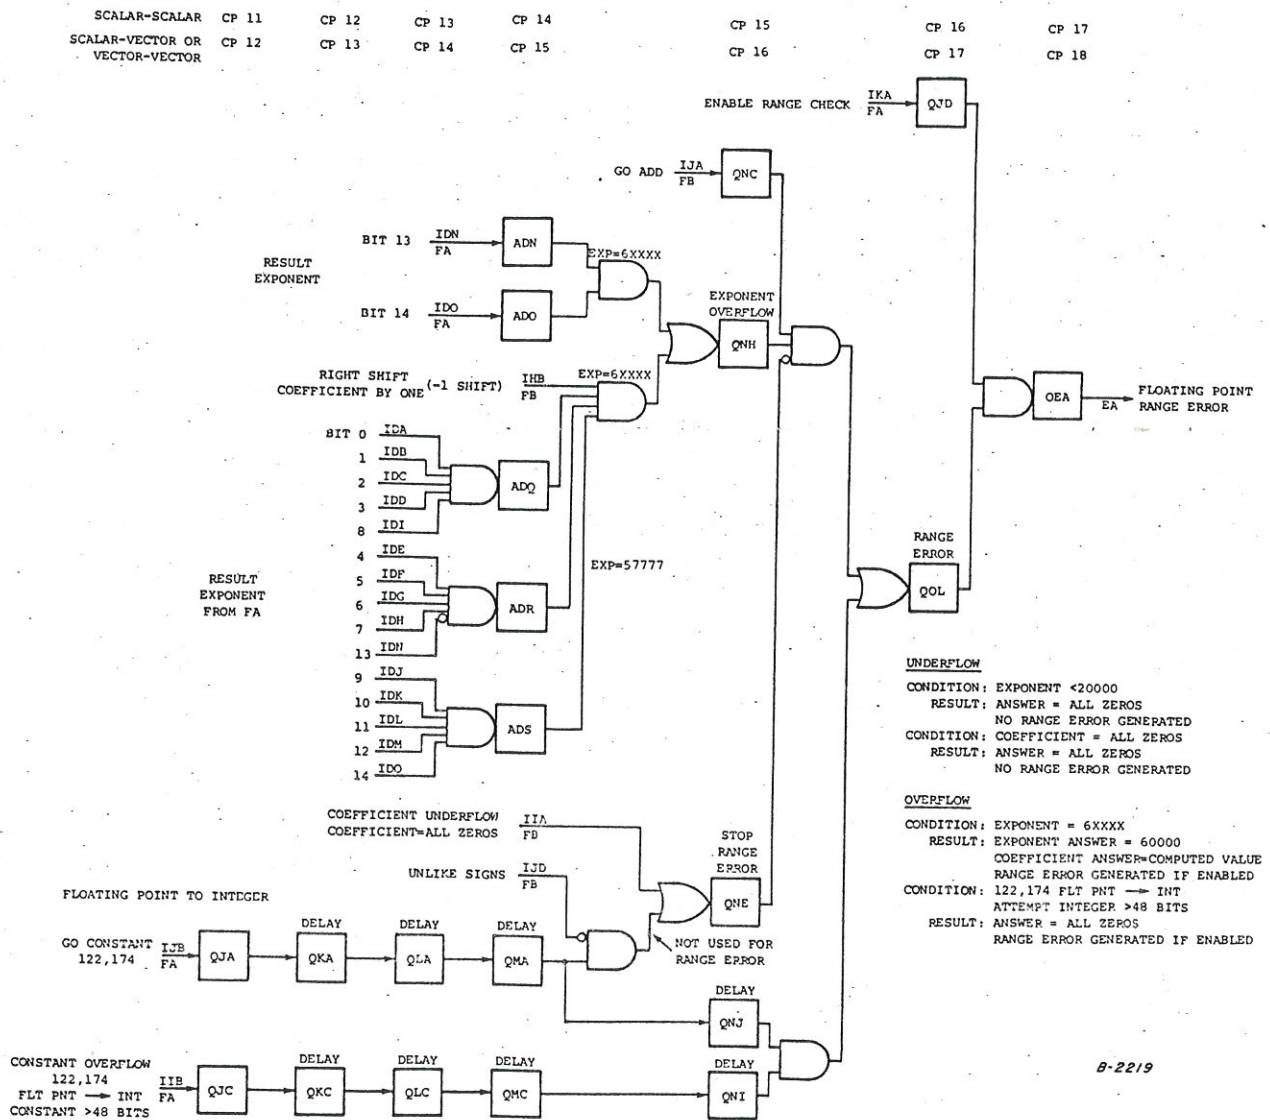 SCALAR-SCALAR CP 11 CP 12 CP 13 CP 14 CP 15 CP 16 CP 17
SCALAR-VECTOR OR
VECTOR-VECTOR CP 12 CP 13 CP 14 CP 15 CP 16 CP 17 CP 18
ENABLE RANGE CHECK IKA
FA
QJD
GO ADD IJA
FB
QNC
RESULT
EXPONENT
BIT 13 IDN
FA
ADN
BIT 14 IDO
FA
ADO
EXP=6XXXX
EXPONENT
OVERFLOW
QNH
RIGHT SHIFT
COEFFICIENT BY ONE (-1 SHIFT) IHB
FB
EXP=6XXXX
OEA
EA
FLOATING POINT
RANGE ERROR
BIT 0 IDA
1 IDB
2 IDC
3 IDD
8 IDI
ADQ
RESULT
EXPONENT
FROM FA
4 IDE
5 IDF
6 IDG
7 IDH
13 IDN
ADR
EXP=57777
9 IDJ
10 IDK
11 IDL
12 IDM
14 IDO
ADS
RANGE
ERROR
QOL
UNDERFLOW
CONDITION: EXPONENT <20000
RESULT: ANSWER = ALL ZEROS
NO RANGE ERROR GENERATED
CONDITION: COEFFICIENT = ALL ZEROS
RESULT: ANSWER = ALL ZEROS
NO RANGE ERROR GENERATED
OVERFLOW
CONDITION: EXPONENT = 6XXXX
RESULT: EXPONENT ANSWER = 60000
COEFFICIENT ANSWER=COMPUTED VALUE
RANGE ERROR GENERATED IF ENABLED
CONDITION: 122,174 FLT PNT → INT
ATTEMPT INTEGER >48 BITS
RESULT: ANSWER = ALL ZEROS
RANGE ERROR GENERATED IF ENABLED
COEFFICIENT UNDERFLOW
COEFFICIENT=ALL ZEROS
IIA
FB
UNLIKE SIGNS IJD
FB
STOP
RANGE
ERROR
QNE
NOT USED FOR
RANGE ERROR
FLOATING POINT TO INTEGER
GO CONSTANT
122,174
IJB
FA
QJA
DELAY
QKA
DELAY
QLA
DELAY
QMA
DELAY
QNJ
CONSTANT OVERFLOW
122,174
FLT PNT → INT
CONSTANT >48 BITS
IIB
FA
QJC
DELAY
QKC
DELAY
QLC
DELAY
QMC
DELAY
QNI
B-2219